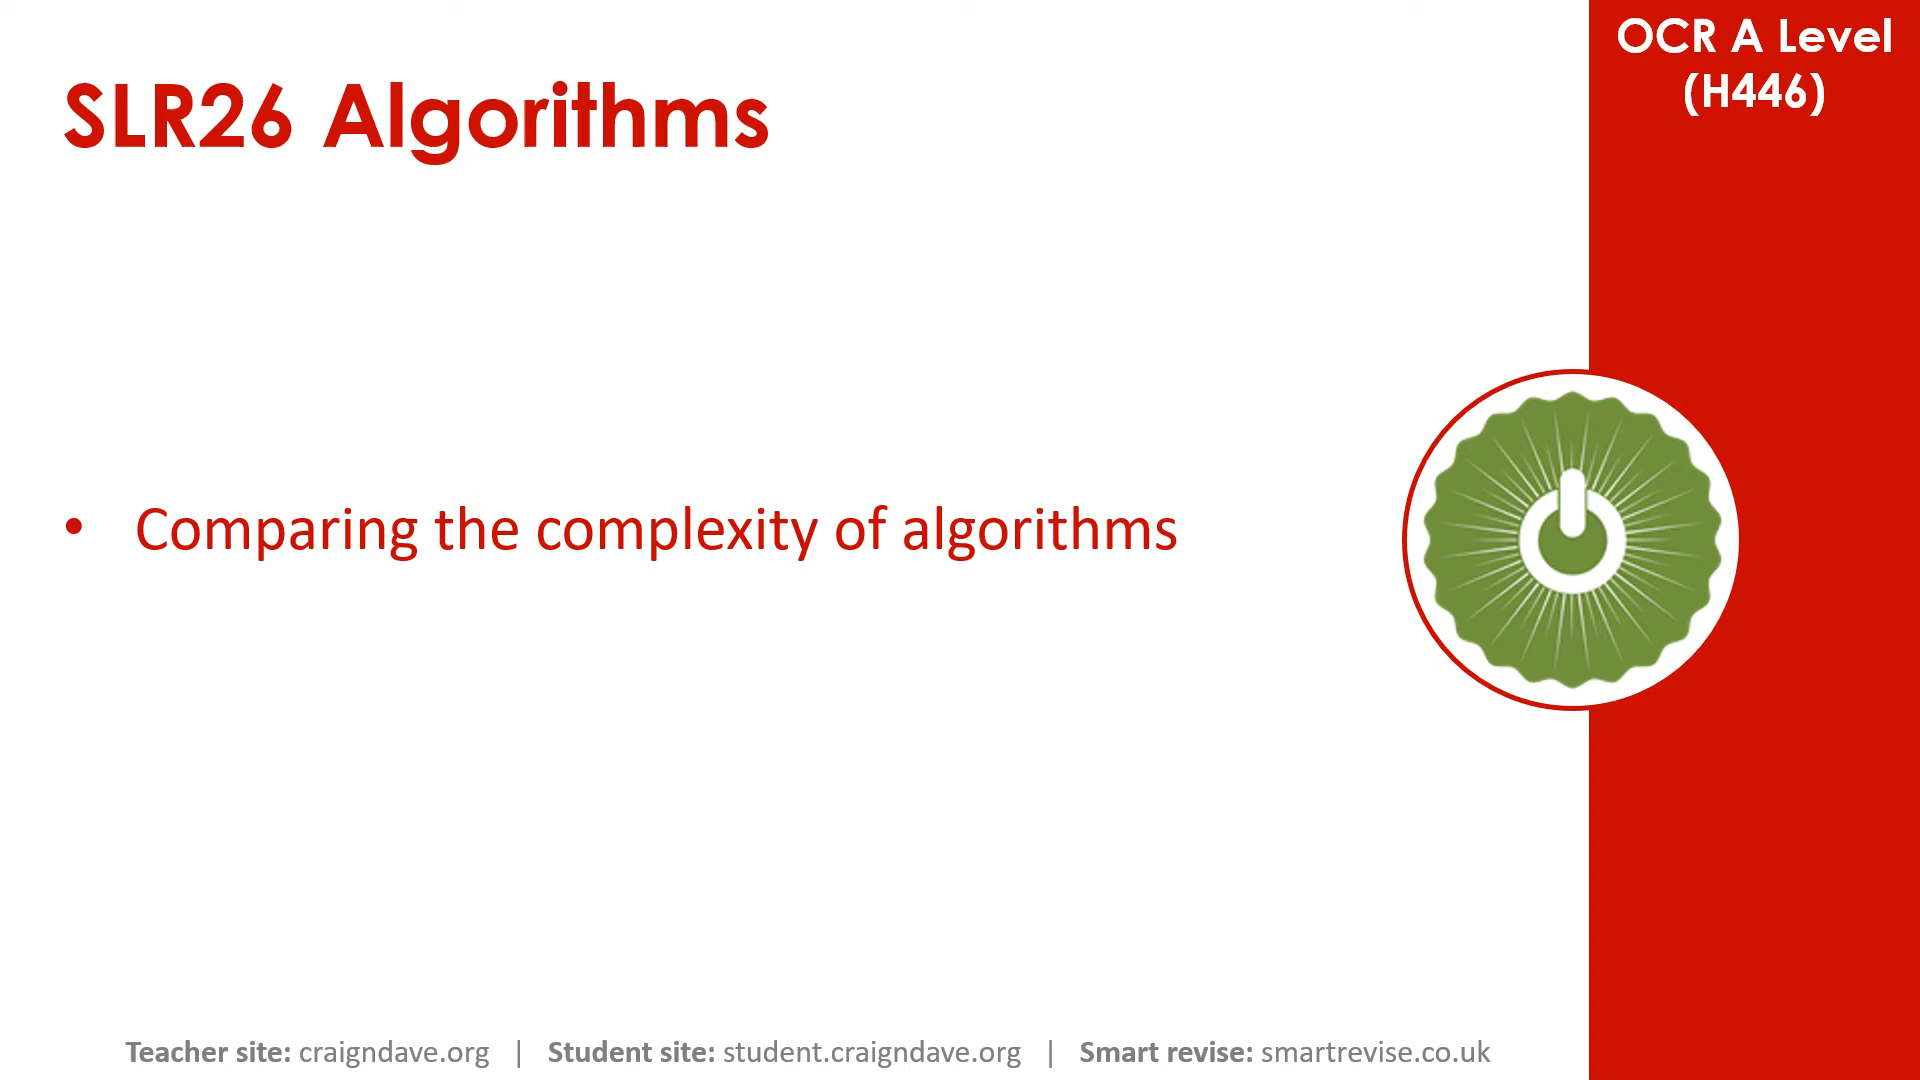 OCR A Level
(H446)
SLR26 Algorithms
• Comparing the complexity of algorithms
Teacher site: craigndave.org | Student site: student.craigndave.org | Smart revise: smartrevise.co.uk